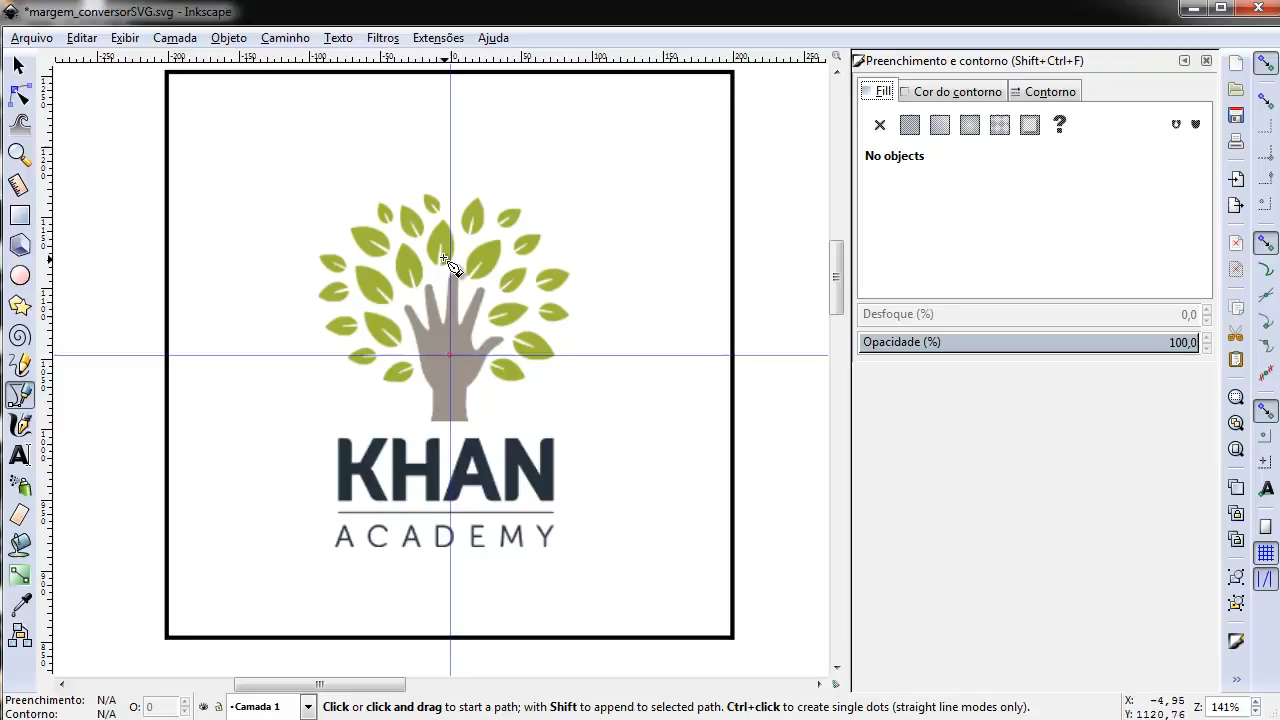 *margem_conversorSVG.svg - Inkscape
Arquivo Editar Exibir Camada Objeto Caminho Texto Filtros Extensões Ajuda
Preenchimento e contorno (Shift+Ctrl+F)
Fill Cor do contorno Contorno
No objects
Desfoque (%) 0,0
Opacidade (%) 100,0
KHAN
ACADEMY
Preenchimento: N/A
Contorno: N/A
O: 0
•Camada 1
Click or click and drag to start a path; with Shift to append to selected path. Ctrl+click to create single dots (straight line modes only).
X: -4,95
Y: 1120,76
Z: 141%